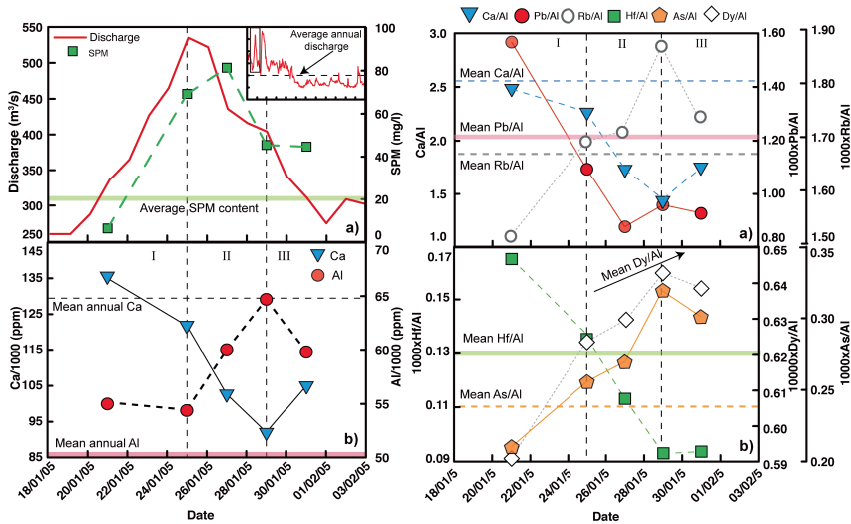 Ca/Al Pb/Al Rb/Al Hf/Al As/Al Dy/Al
550
500
450
400
350
300
250
Discharge (m³/s)
Discharge
SPM
Average annual
discharge
Average SPM content
a)
100
80
60
40
20
0
SPM (mg/l)
145
135
125
115
105
95
85
Ca/1000 (ppm)
I II III
Ca
Al
Mean annual Ca
Mean annual Al
b)
70
65
60
55
50
Al/1000 (ppm)
18/01/05 20/01/05 22/01/05 24/01/05 26/01/05 28/01/05 30/01/05 01/02/05 03/02/05
Date
3.0
2.5
2.0
1.5
1.0
Ca/Al
I II III
Mean Ca/Al
Mean Pb/Al
Mean Rb/Al
a)
1.60
1.40
1.20
1.00
0.80
1000xPb/Al
1.90
1.80
1.70
1.60
1.50
1000xRb/Al
0.17
0.15
0.13
0.11
0.09
1000xHf/Al
Mean Dy/Al
Mean Hf/Al
Mean As/Al
b)
0.65
0.64
0.63
0.62
0.61
0.60
0.59
10000xDy/Al
0.35
0.30
0.25
0.20
1000xAs/Al
18/01/5 20/01/5 22/01/5 24/01/5 26/01/5 28/01/5 30/01/5 01/02/5 03/02/5
Date